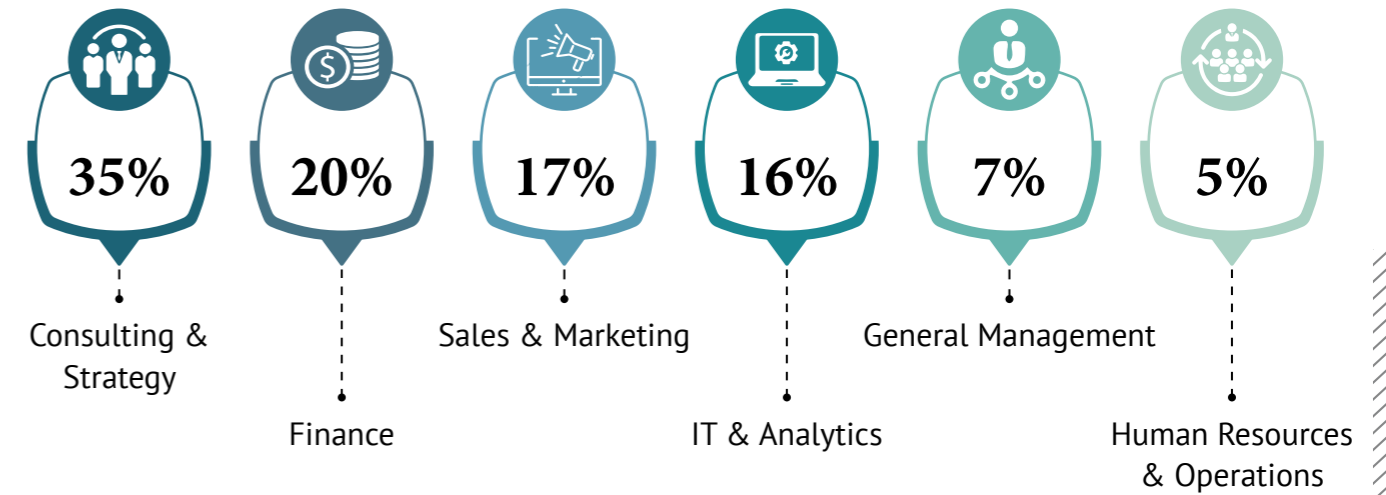 $
35%
20%
17%
16%
7%
5%
Consulting &
Strategy
Sales & Marketing
General Management
Finance
IT & Analytics
Human Resources
& Operations